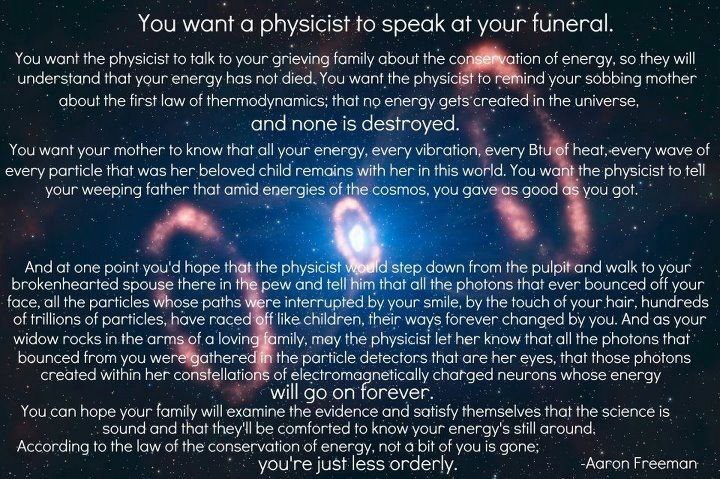 You want a physicist to speak at your funeral.
You want the physicist to talk to your grieving family about the conservation of energy, so they will
understand that your energy has not died. You want the physicist to remind your sobbing mother
about the first law of thermodynamics; that no energy gets created in the universe,
and none is destroyed.
You want your mother to know that all your energy, every vibration, every Btu of heat, every wave of
every particle that was her beloved child remains with her in this world. You want the physicist to tell
your weeping father that amid energies of the cosmos, you gave as good as you got.
And at one point you'd hope that the physicist would step down from the pulpit and walk to your
brokenhearted spouse there in the pew and tell him that all the photons that ever bounced off your
face, all the particles whose paths were interrupted by your smile, by the touch of your hair, hundreds
of trillions of particles, have raced off like children, their ways forever changed by you. And as your
widow rocks in the arms of a loving family, may the physicist let her know that all the photons that
bounced from you were gathered in the particle detectors that are her eyes, that those photons
created within her constellations of electromagnetically charged neurons whose energy
will go on forever.
You can hope your family will examine the evidence and satisfy themselves that the science is
sound and that they'll be comforted to know your energy's still around.
According to the law of the conservation of energy, not a bit of you is gone;
you're just less orderly.
-Aaron Freeman